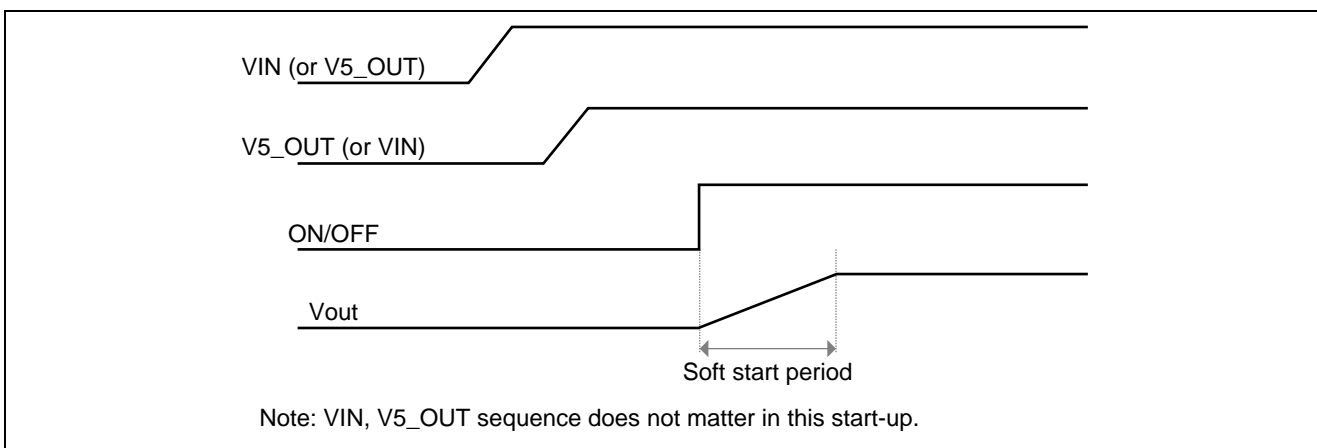 VIN (or V5_OUT)
V5_OUT (or VIN)
ON/OFF
Vout
Soft start period
Note: VIN, V5_OUT sequence does not matter in this start-up.